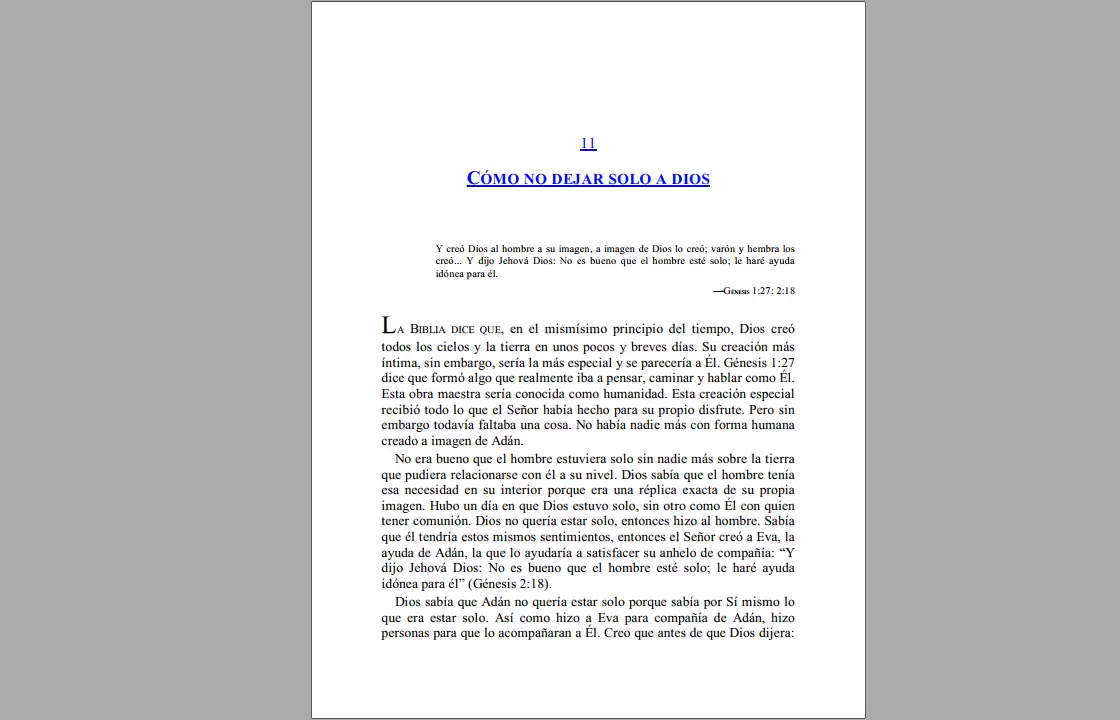 11
CÓMO NO DEJAR SOLO A DIOS
Y creó Dios al hombre a su imagen, a imagen de Dios lo creó; varón y hembra los
creó... Y dijo Jehová Dios: No es bueno que el hombre esté solo; le haré ayuda
idónea para él.
—GÉNESIS 1:27: 2:18
LA BIBLIA DICE QUE, en el mismísimo principio del tiempo, Dios creó
todos los cielos y la tierra en unos pocos y breves días. Su creación más
íntima, sin embargo, sería la más especial y se parecería a Él. Génesis 1:27
dice que formó algo que realmente iba a pensar, caminar y hablar como Él.
Esta obra maestra sería conocida como humanidad. Esta creación especial
recibió todo lo que el Señor había hecho para su propio disfrute. Pero sin
embargo todavía faltaba una cosa. No había nadie más con forma humana
creado a imagen de Adán.
No era bueno que el hombre estuviera solo sin nadie más sobre la tierra
que pudiera relacionarse con él a su nivel. Dios sabía que el hombre tenía
esa necesidad en su interior porque era una réplica exacta de su propia
imagen. Hubo un día en que Dios estuvo solo, sin otro como Él con quien
tener comunión. Dios no quería estar solo, entonces hizo al hombre. Sabía
que él tendría estos mismos sentimientos, entonces el Señor creó a Eva, la
ayuda de Adán, la que lo ayudaría a satisfacer su anhelo de compañía: “Y
dijo Jehová Dios: No es bueno que el hombre esté solo; le haré ayuda
idónea para él” (Génesis 2:18).
Dios sabía que Adán no quería estar solo porque sabía por Sí mismo lo
que era estar solo. Así como hizo a Eva para compañía de Adán, hizo
personas para que lo acompañaran a Él. Creo que antes de que Dios dijera: